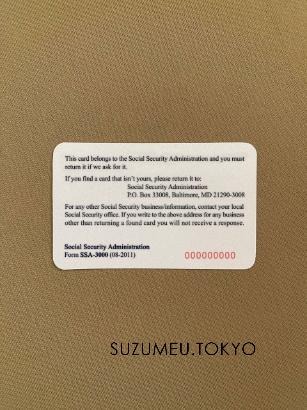 This card belongs to the Social Security Administration and you must
return it if we ask for it.
If you find a card that isn't yours, please return it to:
Social Security Administration
P.O. Box 33008, Baltimore, MD 21290-3008
For any other Social Security business/information, contact your local
Social Security office. If you write to the above address for any business
other than returning a found card you will not receive a response.
Social Security Administration
Form SSA-3000 (08-2011) 000000000
SUZUMEU.TOKYO